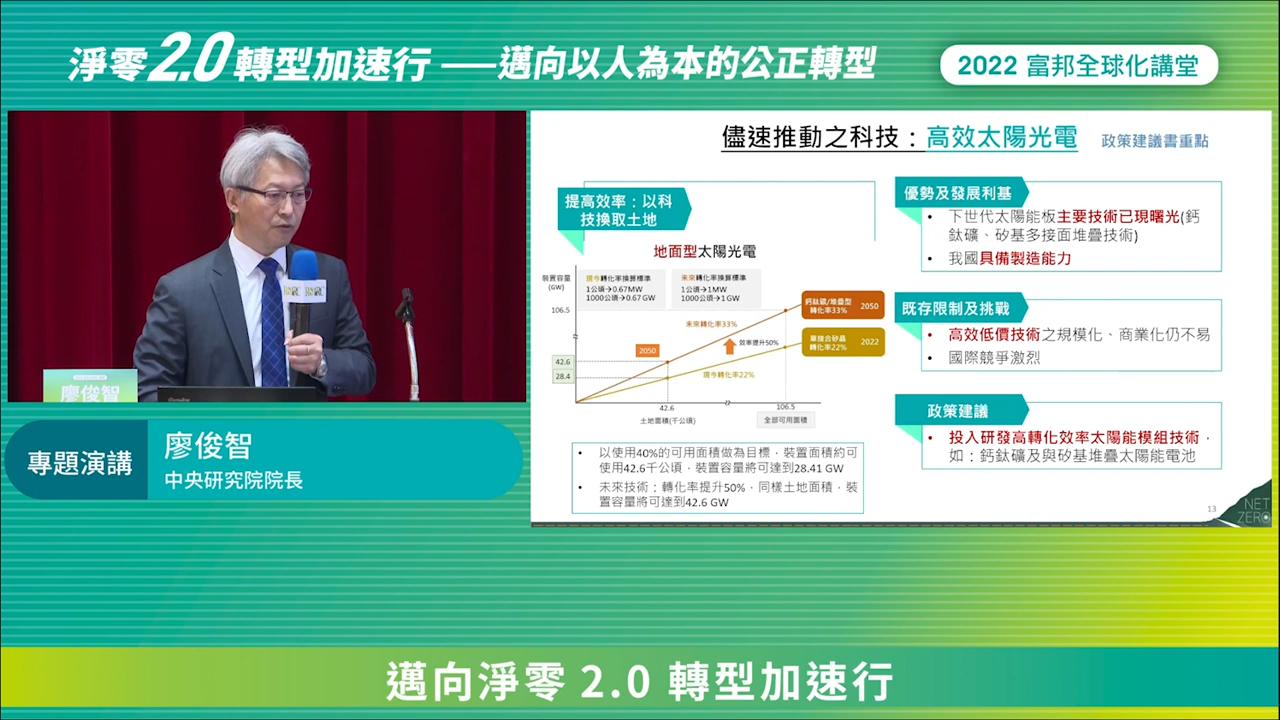 淨零2.0轉型加速行——邁向以人為本的公正轉型
2022 富邦全球化講堂
廖俊智
專題演講
廖俊智
中央研究院院長
儘速推動之科技：高效太陽光電 政策建議書重點
提高效率：以科
技換取土地
地面型太陽光電
裝置容量
(GW)
現今轉化率換算標準
1公頃→0.67MW
1000公頃→0.67 GW
未來轉化率換算標準
1公頃→1MW
1000公頃→1GW
106.5
42.6
28.4
未來轉化率33%
2050
效率提升50%
現今轉化率22%
鈣鈦礦/堆疊型
轉化率33%
2050
單接合矽晶
轉化率22%
2022
42.6
106.5
土地面積(千公頃)
全部可用面積
• 以使用40%的可用面積做為目標，裝置面積約可
使用42.6千公頃，裝置容量將可達到28.41 GW
• 未來技術：轉化率提升50%，同樣土地面積，裝
置容量將可達到42.6 GW
優勢及發展利基
• 下世代太陽能板主要技術已現曙光(鈣
鈦礦、矽基多接面堆疊技術)
• 我國具備製造能力
既存限制及挑戰
• 高效低價技術之規模化、商業化仍不易
• 國際競爭激烈
政策建議
• 投入研發高轉化效率太陽能模組技術，
如：鈣鈦礦及與矽基堆疊太陽能電池
13
NET
ZERO
邁向淨零 2.0 轉型加速行